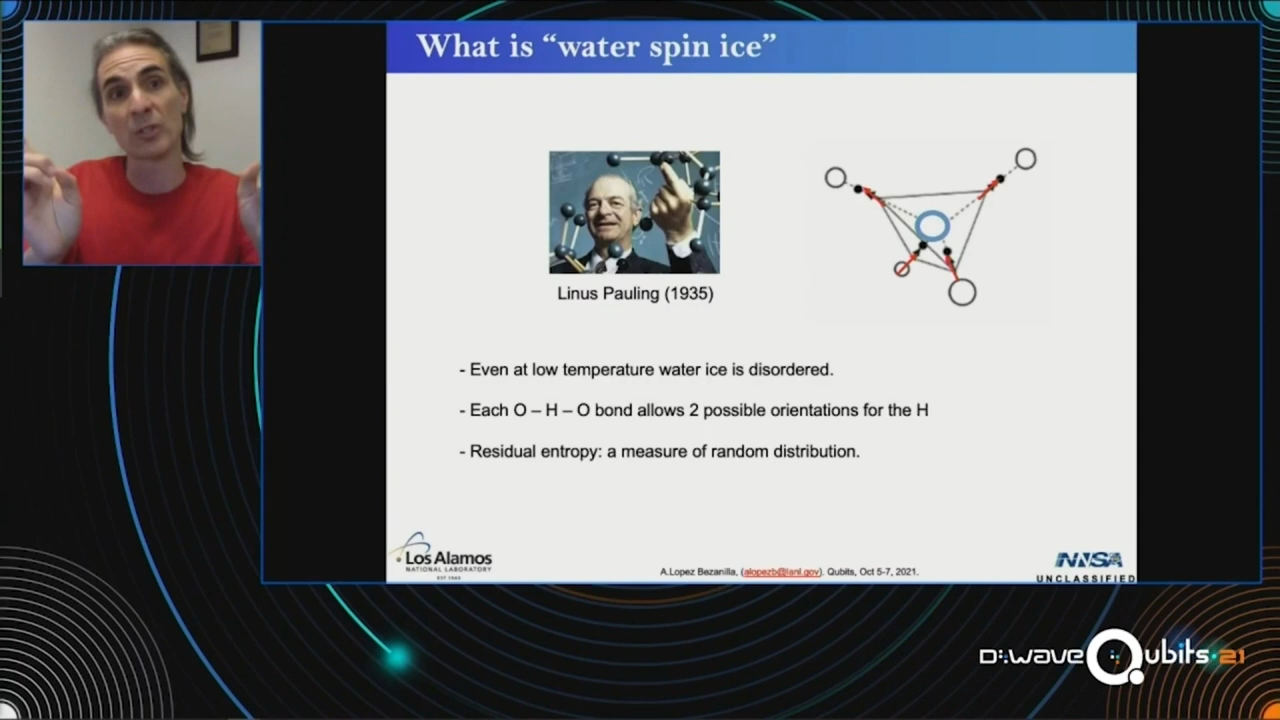 What is “water spin ice”
Linus Pauling (1935)
- Even at low temperature water ice is disordered.
- Each O – H – O bond allows 2 possible orientations for the H
- Residual entropy: a measure of random distribution.
Los Alamos
NATIONAL LABORATORY
EST. 1943
A.Lopez Bezanilla, (alopezb@lanl.gov). Qubits, Oct 5-7, 2021.
NNSA
UNCLASSIFIED
D:wave Qubits 21